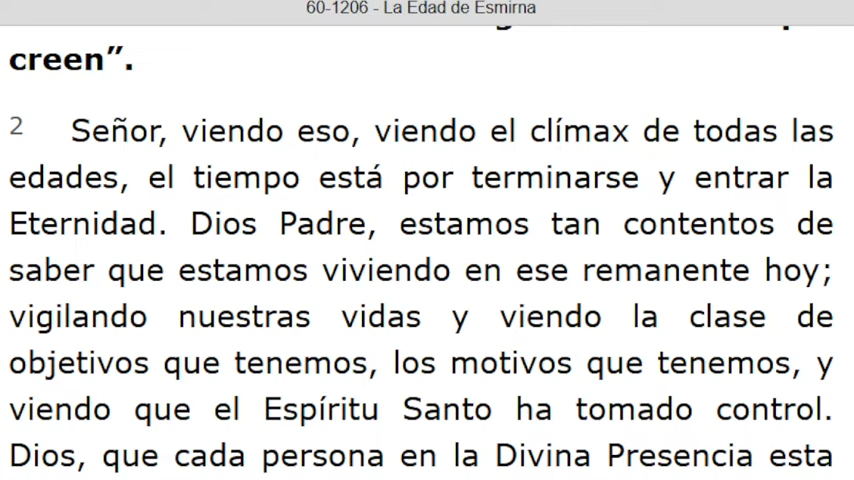 60-1206 - La Edad de Esmirna
creen”.
2 Señor, viendo eso, viendo el clímax de todas las
edades, el tiempo está por terminarse y entrar la
Eternidad. Dios Padre, estamos tan contentos de
saber que estamos viviendo en ese remanente hoy;
vigilando nuestras vidas y viendo la clase de
objetivos que tenemos, los motivos que tenemos, y
viendo que el Espíritu Santo ha tomado control.
Dios, que cada persona en la Divina Presencia esta